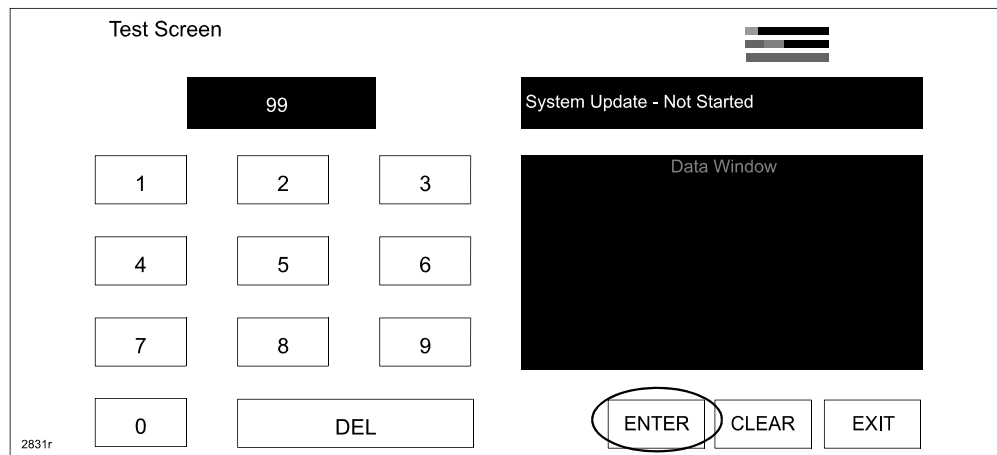 Test Screen
99
System Update - Not Started
Data Window
1 2 3
4 5 6
7 8 9
0 DEL
ENTER CLEAR EXIT
2831r